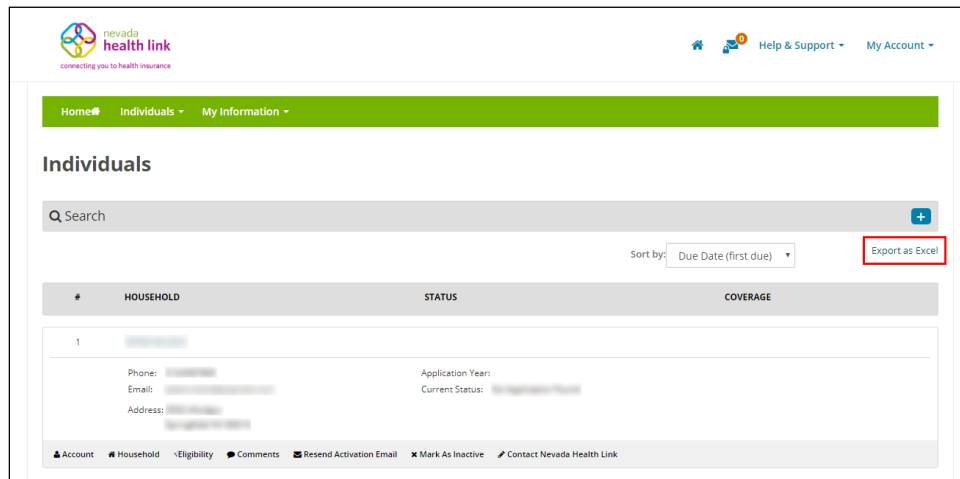 nevada
health link
connecting you to health insurance
0
Help & Support
My Account
Home
Individuals
My Information
Individuals
Search
+
Sort by:
Due Date (first due)
Export as Excel
# HOUSEHOLD STATUS COVERAGE
1
Phone: Application Year:
Email: Current Status:
Address:
Account Household Eligibility Comments Resend Activation Email Mark As Inactive Contact Nevada Health Link